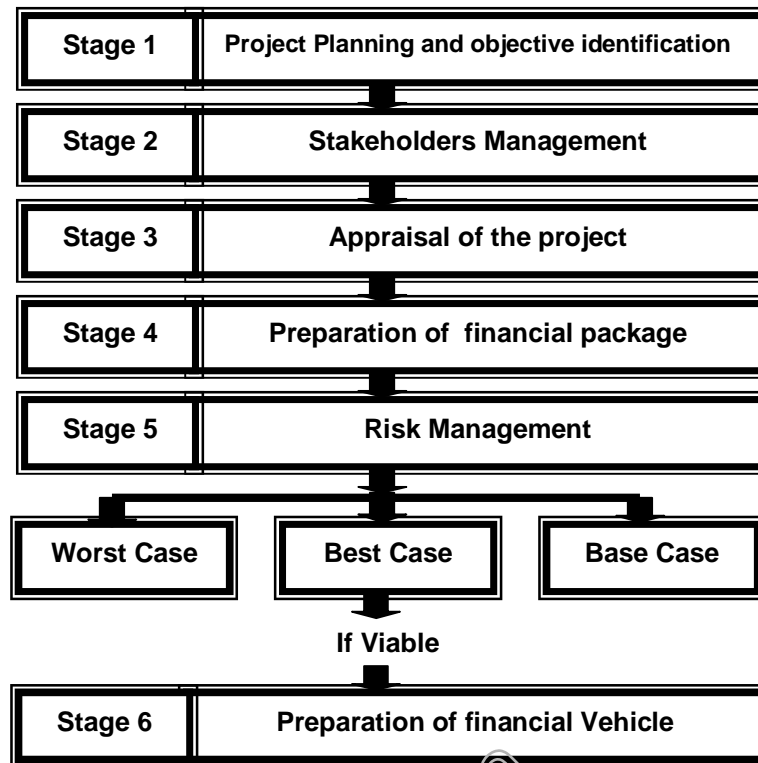 Stage 1 Project Planning and objective identification
Stage 2 Stakeholders Management
Stage 3 Appraisal of the project
Stage 4 Preparation of financial package
Stage 5 Risk Management
Worst Case Best Case Base Case
If Viable
Stage 6 Preparation of financial Vehicle